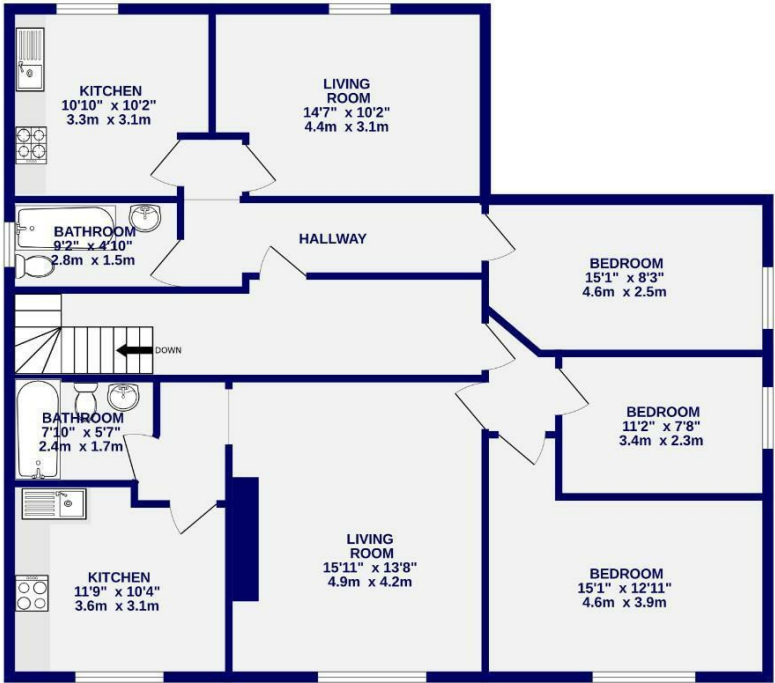 KITCHEN
10'10" x 10'2"
3.3m x 3.1m
LIVING
ROOM
14'7" x 10'2"
4.4m x 3.1m
BATHROOM
9'2" x 4'10"
2.8m x 1.5m
HALLWAY
BEDROOM
15'1" x 8'3"
4.6m x 2.5m
DOWN
BATHROOM
7'10" x 5'7"
2.4m x 1.7m
BEDROOM
11'2" x 7'8"
3.4m x 2.3m
KITCHEN
11'9" x 10'4"
3.6m x 3.1m
LIVING
ROOM
15'11" x 13'8"
4.9m x 4.2m
BEDROOM
15'1" x 12'11"
4.6m x 3.9m